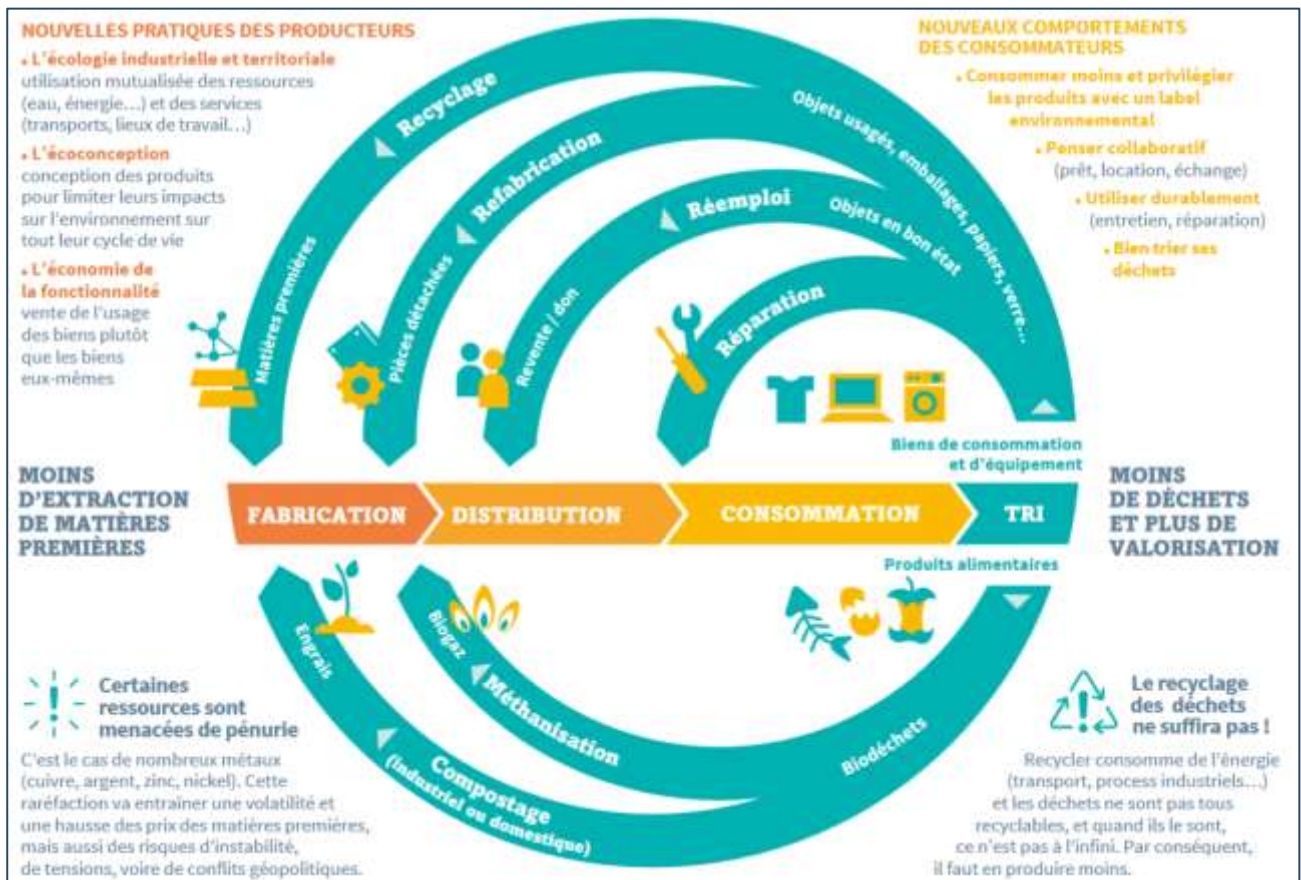 NOUVELLES PRATIQUES DES PRODUCTEURS
• L'écologie industrielle et territoriale
utilisation mutualisée des ressources
(eau, énergie…) et des services
(transports, lieux de travail…)
• L'écoconception
conception des produits
pour limiter leurs impacts
sur l'environnement sur
tout leur cycle de vie
• L'économie de
la fonctionnalité
vente de l'usage
des biens plutôt
que les biens
eux-mêmes
NOUVEAUX COMPORTEMENTS
DES CONSOMMATEURS
• Consommer moins et privilégier
les produits avec un label
environnemental
• Penser collaboratif
(prêt, location, échange)
• Utiliser durablement
(entretien, réparation)
• Bien trier ses
déchets
Recyclage
Matières premières
Objets usagés, emballages, papiers, verre…
Refabrication
Pièces détachées
Réemploi
Objets en bon état
Revente / don
Réparation
Biens de consommation
et d'équipement
MOINS
D'EXTRACTION
DE MATIÈRES
PREMIÈRES
FABRICATION
DISTRIBUTION
CONSOMMATION
TRI
MOINS
DE DÉCHETS
ET PLUS DE
VALORISATION
Produits alimentaires
Engrais
Biogaz
Méthanisation
Compostage
(industriel ou domestique)
Biodéchets
Certaines
ressources sont
menacées de pénurie
C'est le cas de nombreux métaux
(cuivre, argent, zinc, nickel). Cette
raréfaction va entraîner une volatilité et
une hausse des prix des matières premières,
mais aussi des risques d'instabilité,
de tensions, voire de conflits géopolitiques.
Le recyclage
des déchets
ne suffira pas !
Recycler consomme de l'énergie
(transport, process industriels…)
et les déchets ne sont pas tous
recyclables, et quand ils le sont,
ce n'est pas à l'infini. Par conséquent,
il faut en produire moins.